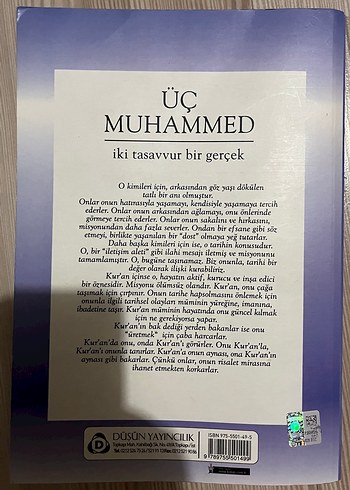 ÜÇ
MUHAMMED
iki tasavvur bir gerçek
O kimileri için, arkasından göz yaşı dökülen
tatlı bir anı olmuştur.
Onlar onun hatırasıyla yaşamayı, kendisiyle yaşamaya tercih
ederler. Onlar onun arkasından ağlamayı, onu önlerinde
görmeye tercih ederler. Onlar onun sakalını ve hırkasını,
misyonundan daha fazla severler. Ondan bir efsane gibi söz
etmeyi, birlikte yaşanılan bir "dost" olmaya yeğ tutarlar.
Daha başka kimileri için ise, o tarihin konusudur.
O, bir "iletişim aleti" gibi ilahi mesajı iletmiş ve misyonunu
tamamlamıştır. O, bugüne taşınamaz. Biz onunla, tarihi bir
değer olarak ilişki kurabiliriz.
Kur'an içinse o, hayatın aktif, kurucu ve inşa edici
bir öznesidir. Misyonu ölümsüz olandır. Kur'an, onu çağa
taşımak için çırpınır. Onun tarihe hapsolmasını önlemek için
onunla ilgili tarihsel olayları müminin yüreğine, imanına,
ibadetine taşır. Kur'an müminin hayatında onu güncel kılmak
için ne gerekiyorsa yapar.
Kur'an'ın bak dediği yerden bakanlar ise onu
"üretmek" için çaba harcarlar.
Kur'an'da onu, onda Kur'an'ı görürler. Onu Kur'an'la,
Kur'an'ı onunla tanırlar. Kur'an'a onun aynası, ona Kur'an'ın
aynası gibi bakarlar. Çünkü onlar, onun risalet mirasına
ihanet etmekten korkarlar.
DÜŞÜN YAYINCILIK
ISBN 975-5501-49-5
9789755501499